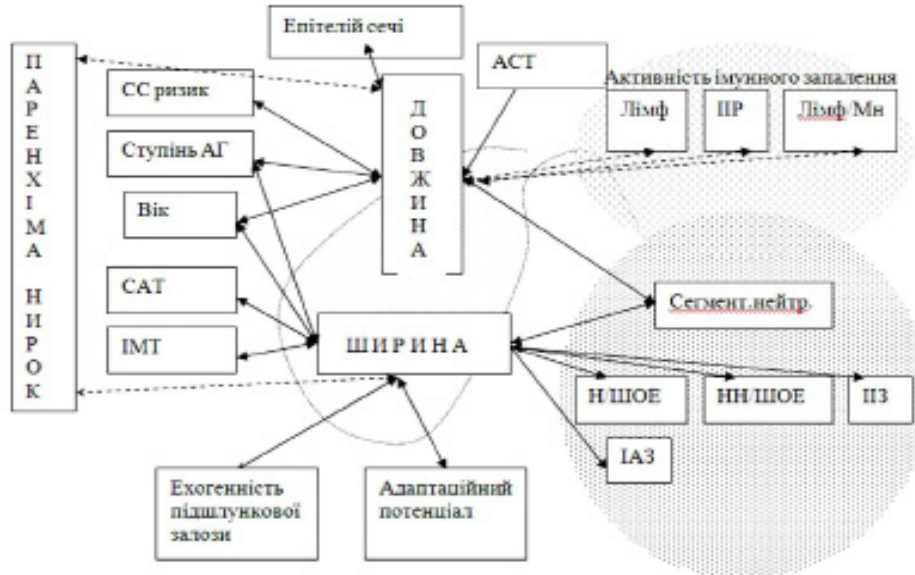 Епітелій сечі
АСТ
ПАРЕНХІМА НИРОК
СС ризик
ДОВЖИНА
Активність імунного запалення
Лімф
ІІР
Лімф/Мн
Ступінь АГ
Вік
САТ
Сегмент.нейтр.
ІМТ
ШИРИНА
Н/ШОЕ
НН/ШОЕ
ІІЗ
ІАЗ
Ехогенність
підшлункової
залози
Адаптаційний
потенціал